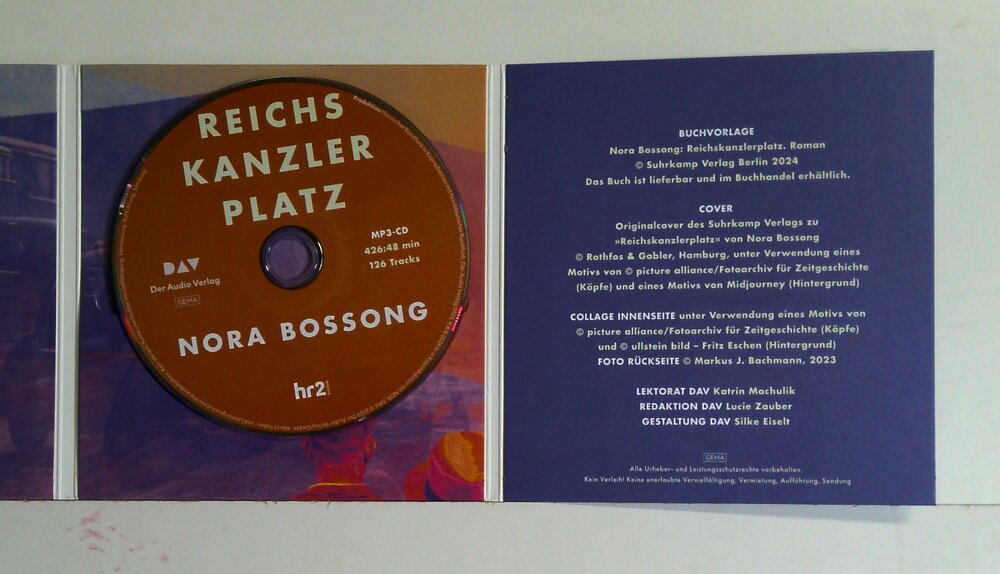 REICHS
KANZLER
PLATZ
MP3-CD
426:48 min
126 Tracks
DAV
Der Audio Verlag
GEMA
NORA BOSSONG
hr2
BUCHVORLAGE
Nora Bossong: Reichskanzlerplatz. Roman
© Suhrkamp Verlag Berlin 2024
Das Buch ist lieferbar und im Buchhandel erhältlich.
COVER
Originalcover des Suhrkamp Verlags zu
»Reichskanzlerplatz« von Nora Bossong
© Rothfos & Gabler, Hamburg, unter Verwendung eines
Motivs von © picture alliance/Fotoarchiv für Zeitgeschichte
(Köpfe) und eines Motivs von Midjourney (Hintergrund)
COLLAGE INNENSEITE unter Verwendung eines Motivs von
© picture alliance/Fotoarchiv für Zeitgeschichte (Köpfe)
und © ullstein bild – Fritz Eschen (Hintergrund)
FOTO RÜCKSEITE © Markus J. Bachmann, 2023
LEKTORAT DAV Katrin Machulik
REDAKTION DAV Lucie Zauber
GESTALTUNG DAV Silke Eiselt
GEMA
Alle Urheber- und Leistungsschutzrechte vorbehalten.
Kein Verleih! Keine unerlaubte Vervielfältigung, Vermietung, Aufführung, Sendung